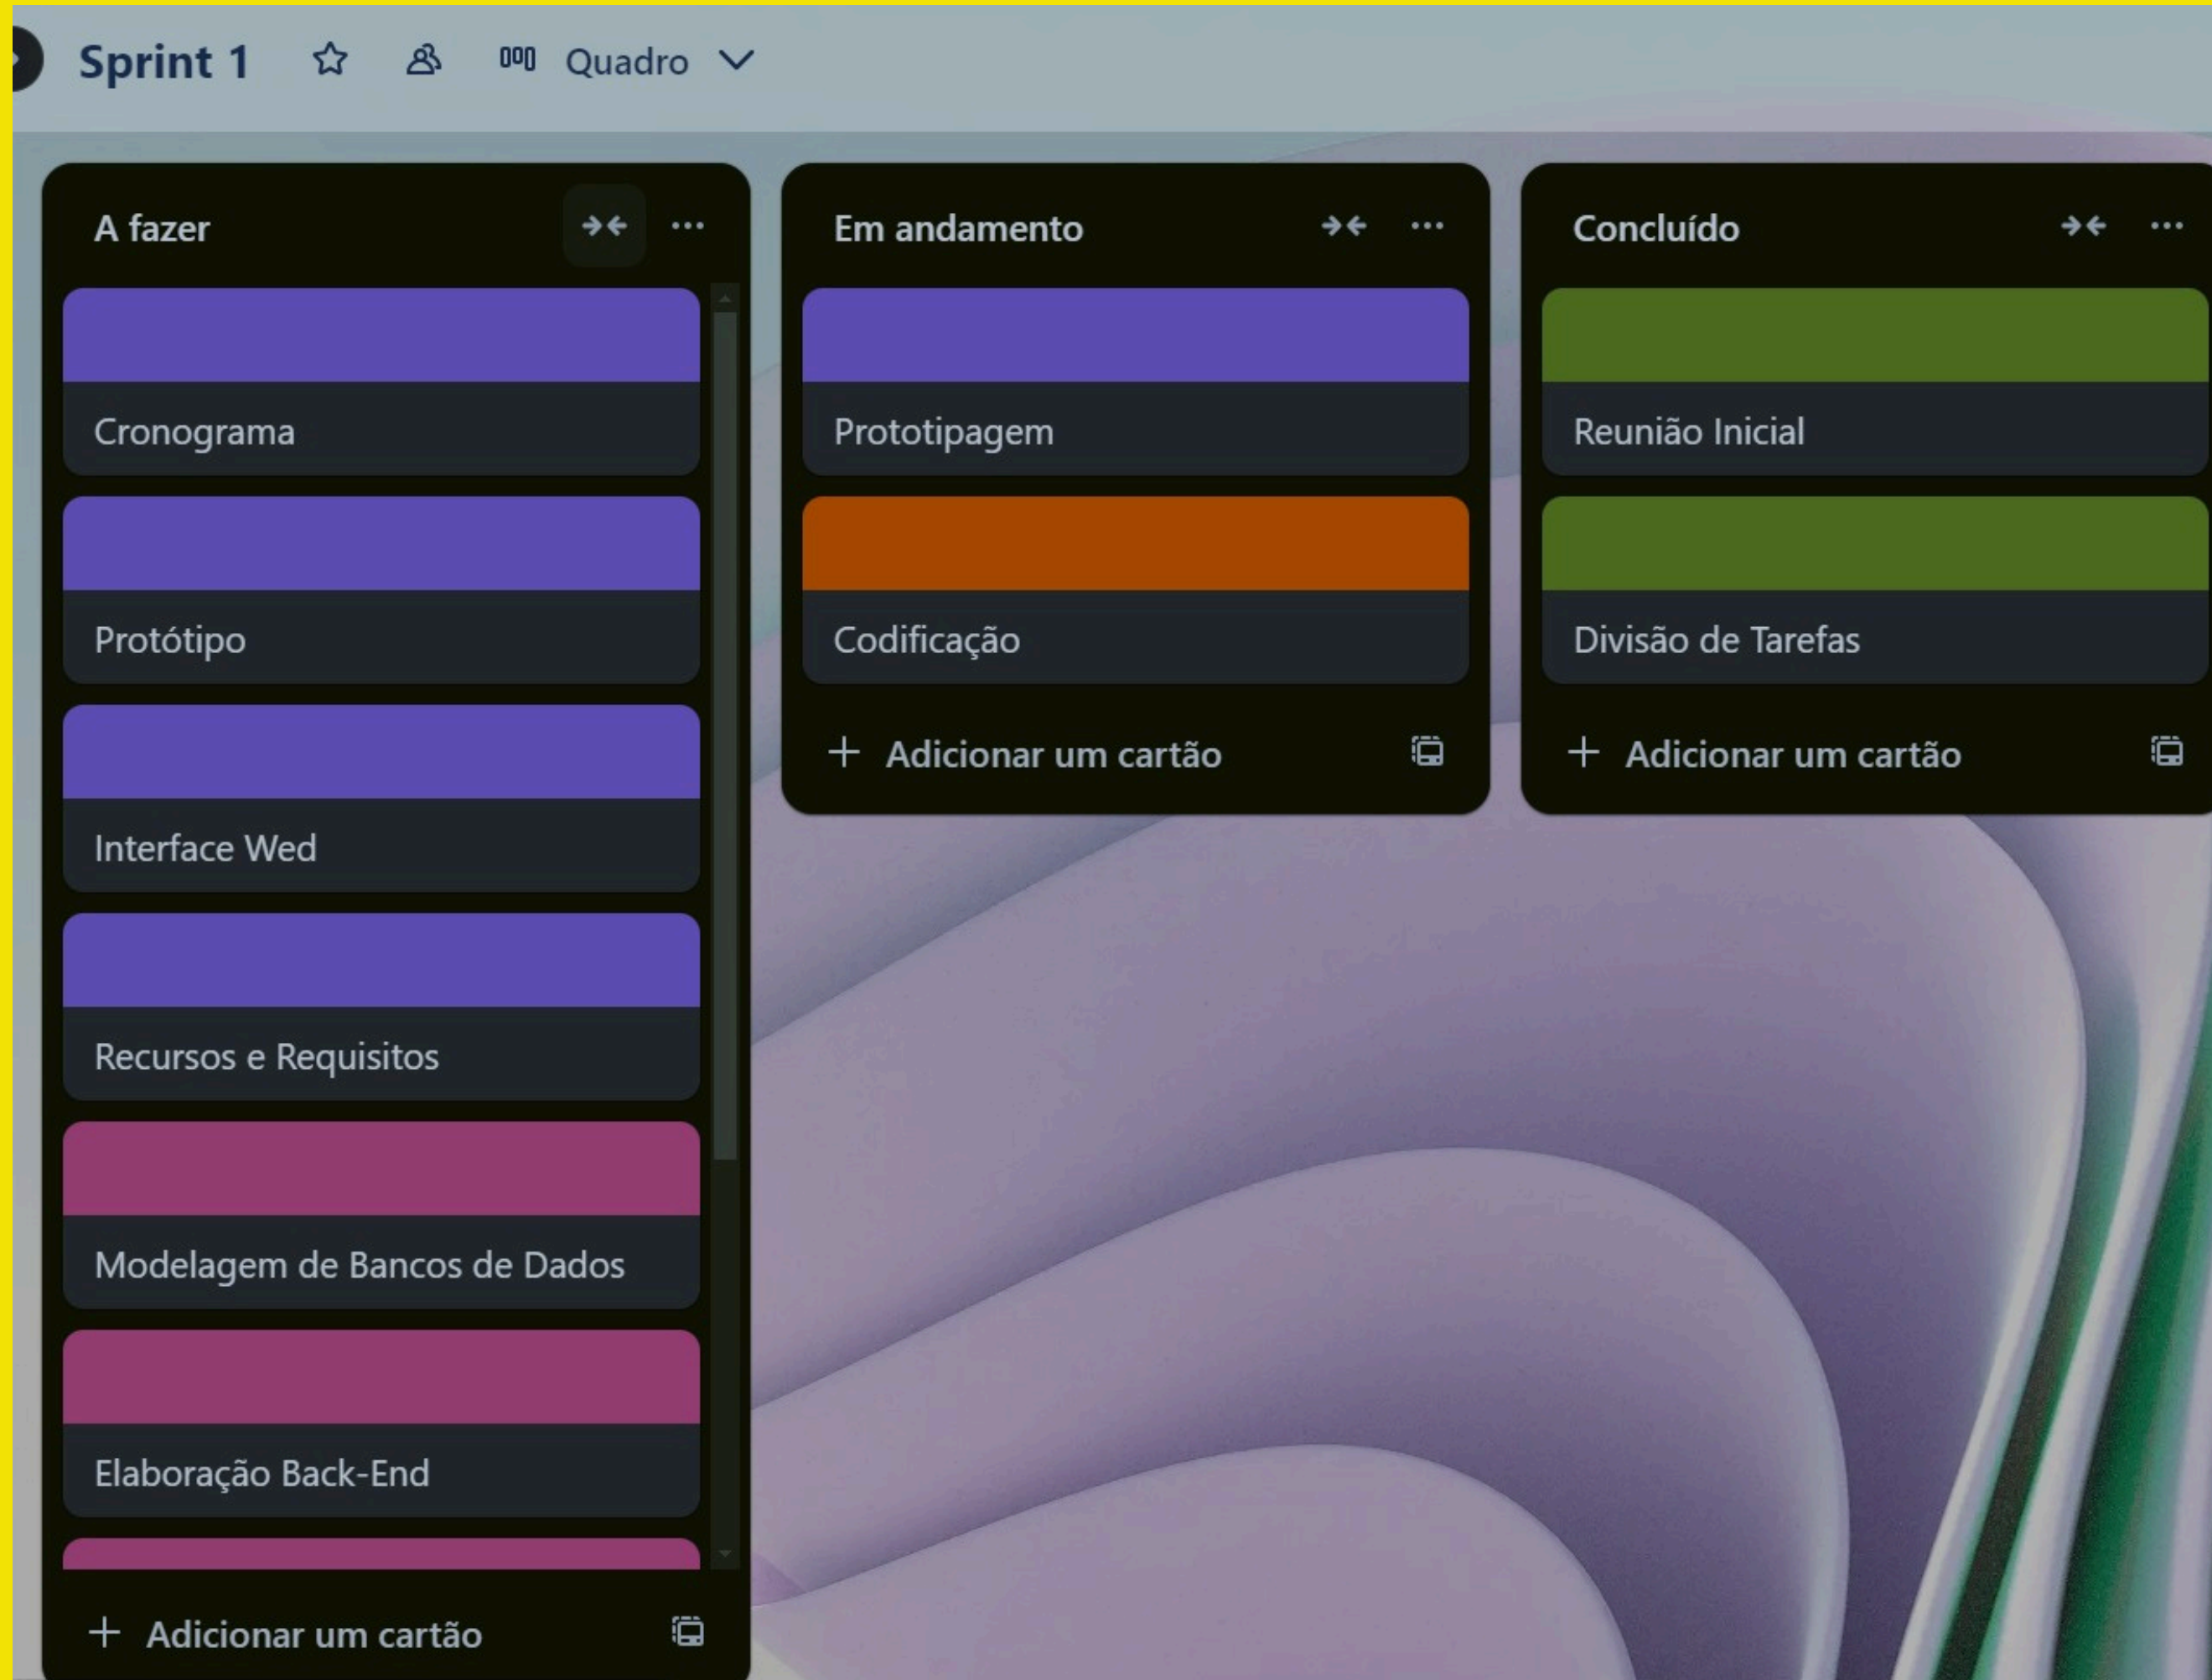 Sprint 1 Quadro
A fazer
Cronograma
Protótipo
Interface Wed
Recursos e Requisitos
Modelagem de Bancos de Dados
Elaboração Back-End
+ Adicionar um cartão
Em andamento
Prototipagem
Codificação
+ Adicionar um cartão
Concluído
Reunião Inicial
Divisão de Tarefas
+ Adicionar um cartão